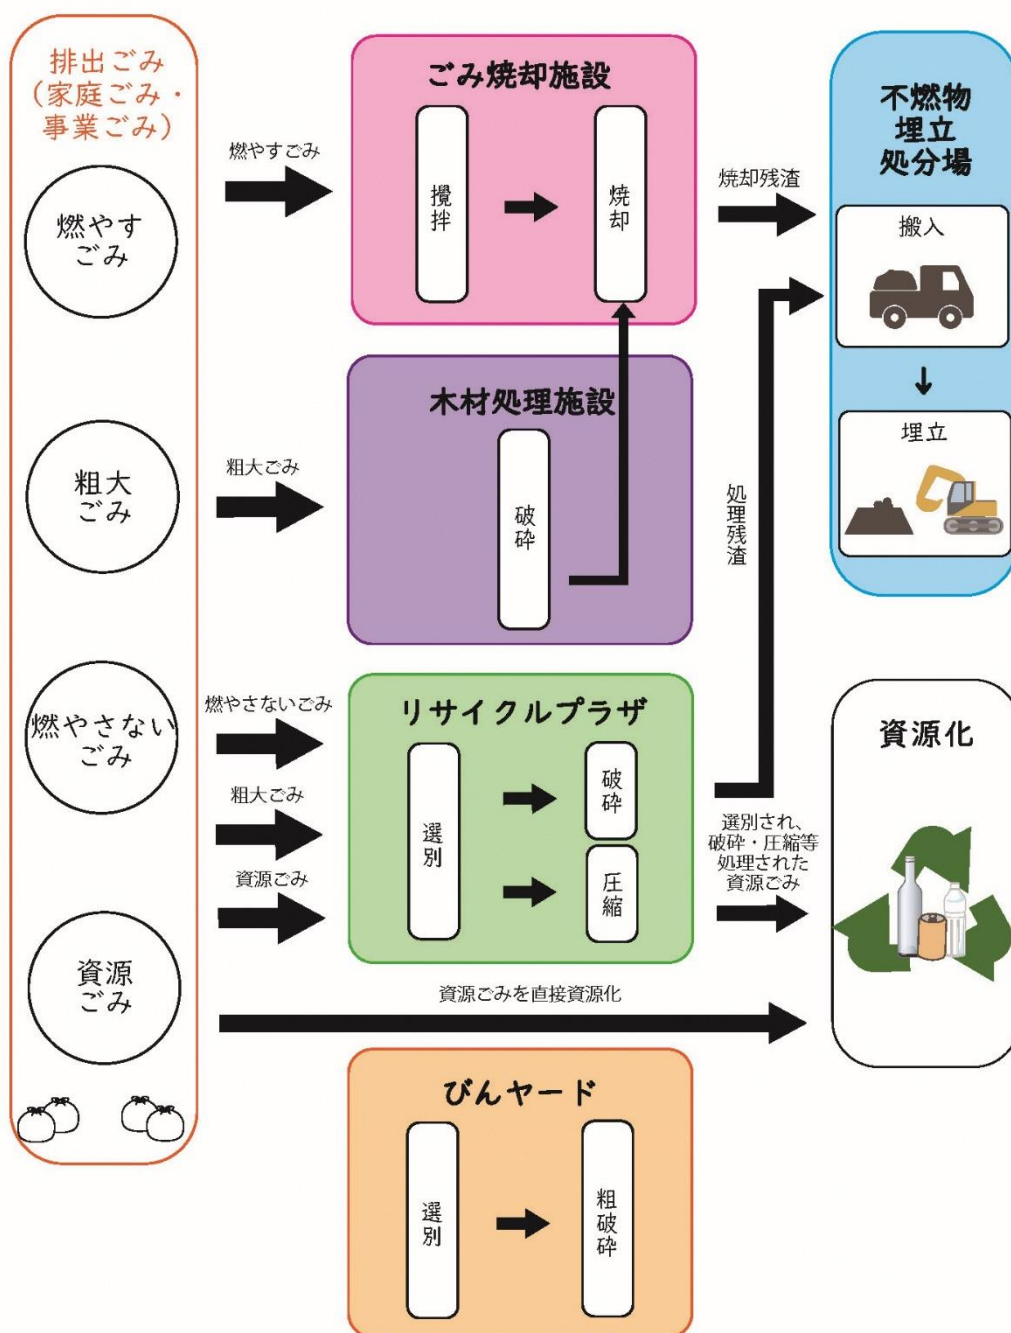 排出ごみ
（家庭ごみ・
事業ごみ）
燃やす
ごみ
粗大
ごみ
燃やさない
ごみ
資源
ごみ
燃やすごみ
ごみ焼却施設
攪拌
焼却
焼却残渣
粗大ごみ
木材処理施設
破砕
燃やさないごみ
粗大ごみ
資源ごみ
リサイクルプラザ
選別
破砕
圧縮
処理残渣
選別され、
破砕・圧縮等
処理された
資源ごみ
資源ごみを直接資源化
びんヤード
選別
粗破砕
不燃物
埋立
処分場
搬入
埋立
資源化